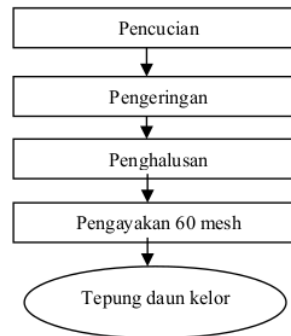 Pencucian
Pengeringan
Penghalusan
Pengayakan 60 mesh
Tepung daun kelor